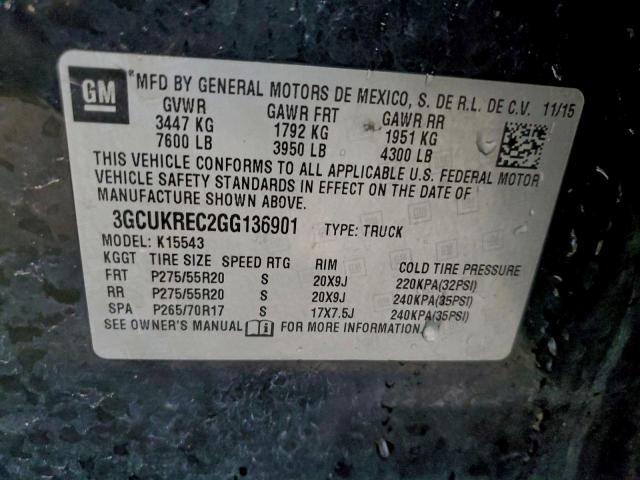 GM
MFD BY GENERAL MOTORS DE MEXICO, S. DE R.L. DE C.V. 11/15
GVWR GAWR FRT GAWR RR
3447 KG 1792 KG 1951 KG
7600 LB 3950 LB 4300 LB
THIS VEHICLE CONFORMS TO ALL APPLICABLE U.S. FEDERAL MOTOR
VEHICLE SAFETY STANDARDS IN EFFECT ON THE DATE OF
MANUFACTURE SHOWN ABOVE.
3GCUKREC2GG136901 TYPE: TRUCK
MODEL: K15543
KGGT TIRE SIZE SPEED RTG RIM COLD TIRE PRESSURE
FRT P275/55R20 S 20X9J 220KPA(32PSI)
RR P275/55R20 S 20X9J 240KPA(35PSI)
SPA P265/70R17 S 17X7.5J 240KPA(35PSI)
SEE OWNER'S MANUAL FOR MORE INFORMATION.